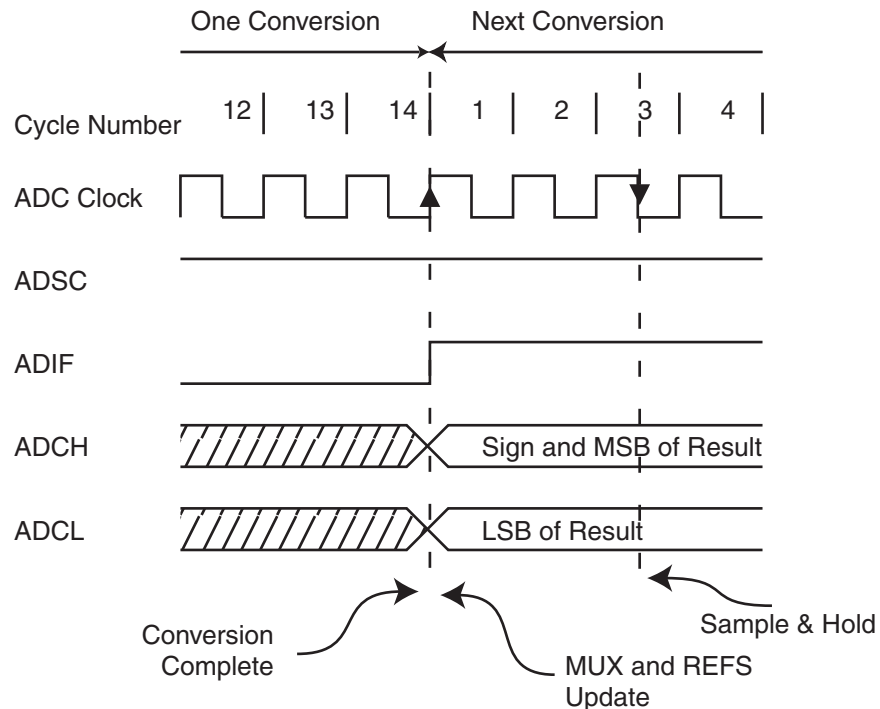 One Conversion Next Conversion
Cycle Number 12 13 14 1 2 3 4
ADC Clock
ADSC
ADIF
ADCH Sign and MSB of Result
ADCL LSB of Result
Sample & Hold
Conversion
Complete
MUX and REFS
Update